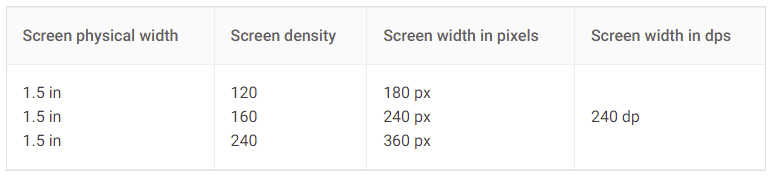 Screen physical width Screen density Screen width in pixels Screen width in dps
1.5 in 120 180 px
1.5 in 160 240 px 240 dp
1.5 in 240 360 px